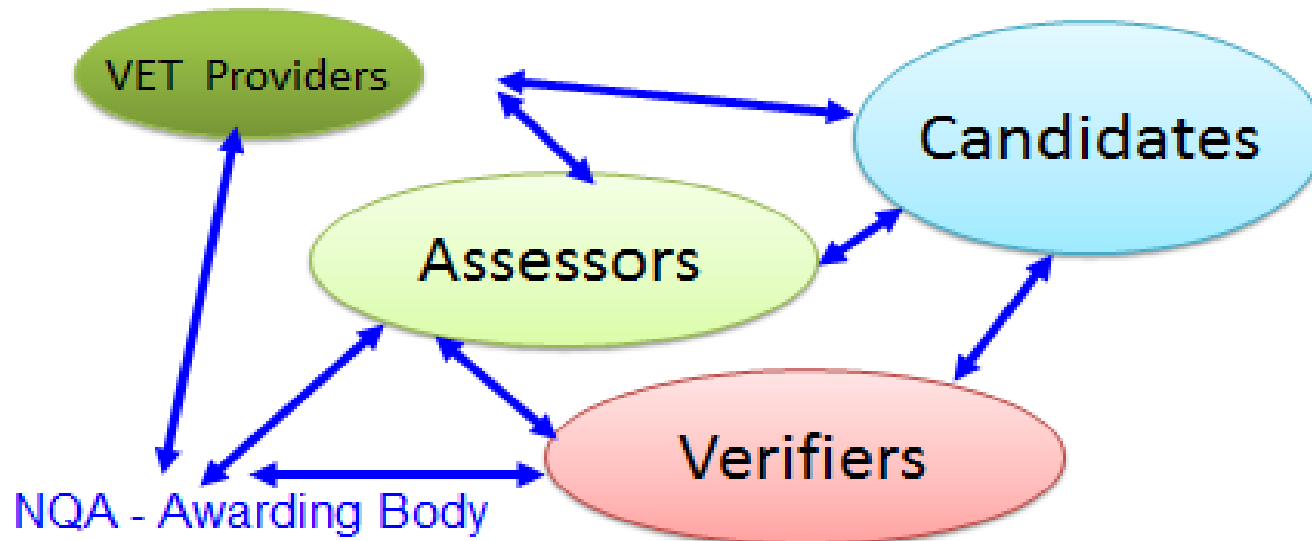 VET Providers
Candidates
Assessors
Verifiers
NQA - Awarding Body